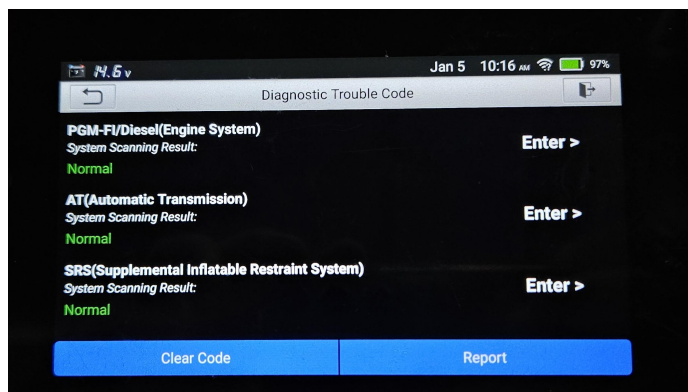 14.6v
Jan 5 10:16 AM 97%
Diagnostic Trouble Code
PGM-FI/Diesel(Engine System)
System Scanning Result:
Enter >
Normal
AT(Automatic Transmission)
System Scanning Result:
Enter >
Normal
SRS(Supplemental Inflatable Restraint System)
System Scanning Result:
Enter >
Normal
Clear Code
Report